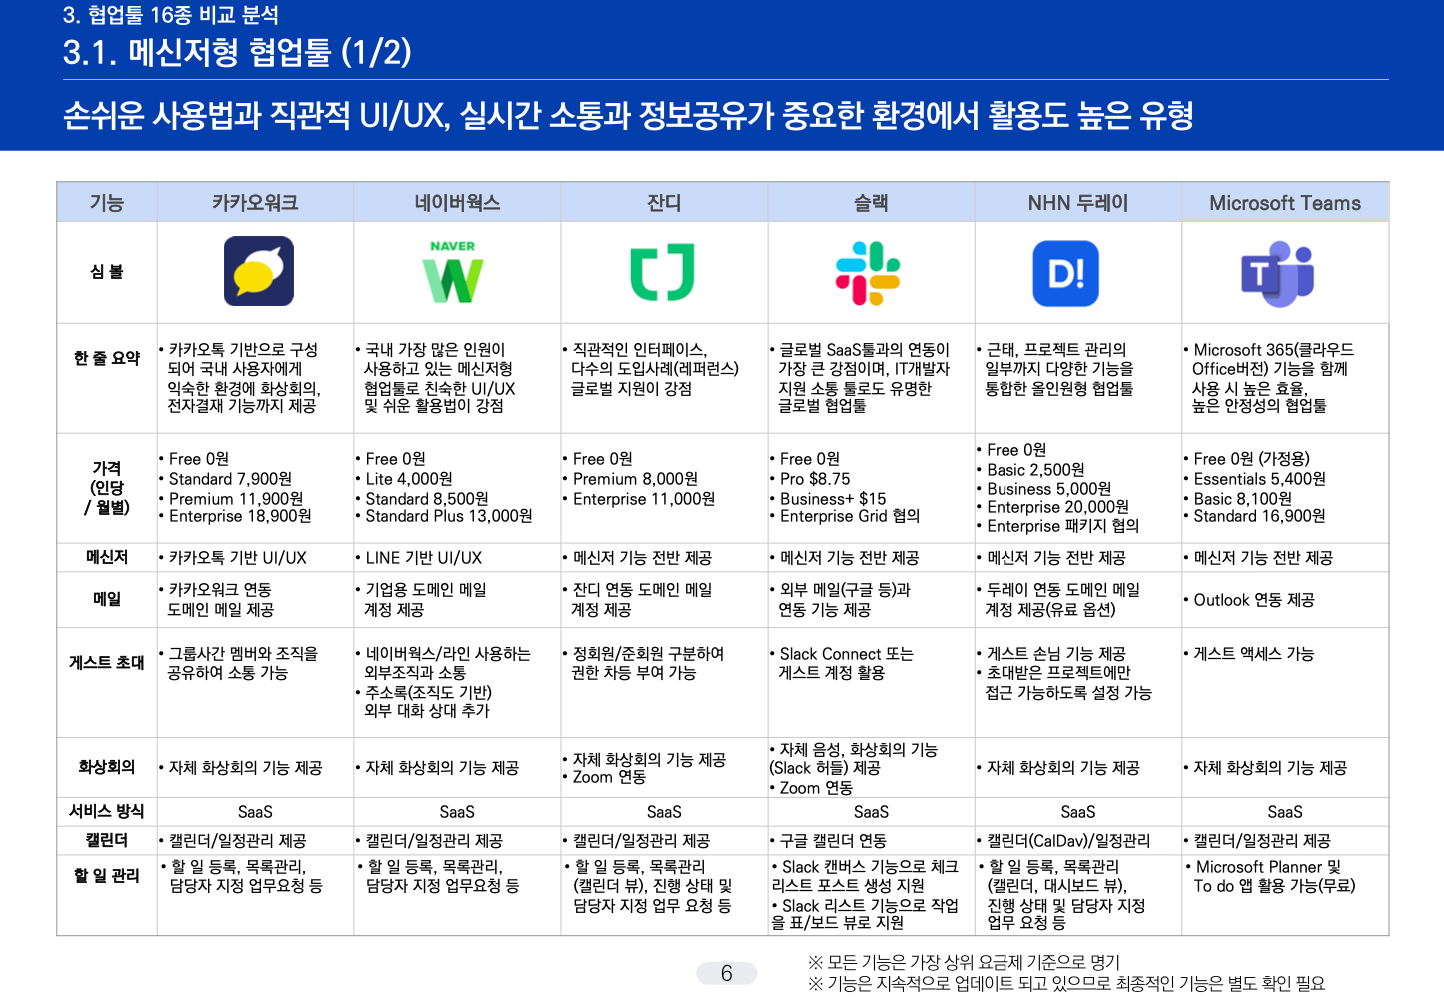 3. 협업툴 16종 비교 분석
3.1. 메신저형 협업툴 (1/2)
손쉬운 사용법과 직관적 UI/UX, 실시간 소통과 정보공유가 중요한 환경에서 활용도 높은 유형
기능
카카오워크
네이버웍스
잔디
슬랙
NHN 두레이
Microsoft Teams
심 볼
NAVER
W
D!
T
한 줄 요약
• 카카오톡 기반으로 구성
되어 국내 사용자에게
익숙한 환경에 화상회의,
전자결재 기능까지 제공
• 국내 가장 많은 인원이
사용하고 있는 메신저형
협업툴로 친숙한 UI/UX
및 쉬운 활용법이 강점
• 직관적인 인터페이스,
다수의 도입사례(레퍼런스)
글로벌 지원이 강점
• 글로벌 SaaS툴과의 연동이
가장 큰 강점이며, IT개발자
지원 소통 툴로도 유명한
글로벌 협업툴
• 근태, 프로젝트 관리의
일부까지 다양한 기능을
통합한 올인원형 협업툴
• Microsoft 365(클라우드
Office버전) 기능을 함께
사용 시 높은 효율,
높은 안정성의 협업툴
가격
(인당
/ 월별)
• Free 0원
• Standard 7,900원
• Premium 11,900원
• Enterprise 18,900원
• Free 0원
• Lite 4,000원
• Standard 8,500원
• Standard Plus 13,000원
• Free 0원
• Premium 8,000원
• Enterprise 11,000원
• Free 0원
• Pro $8.75
• Business+ $15
• Enterprise Grid 협의
• Free 0원
• Basic 2,500원
• Business 5,000원
• Enterprise 20,000원
• Enterprise 패키지 협의
• Free 0원 (가정용)
• Essentials 5,400원
• Basic 8,100원
• Standard 16,900원
메신저
• 카카오톡 기반 UI/UX
• LINE 기반 UI/UX
• 메신저 기능 전반 제공
• 메신저 기능 전반 제공
• 메신저 기능 전반 제공
• 메신저 기능 전반 제공
메일
• 카카오워크 연동
도메인 메일 제공
• 기업용 도메인 메일
계정 제공
• 잔디 연동 도메인 메일
계정 제공
• 외부 메일(구글 등)과
연동 기능 제공
• 두레이 연동 도메인 메일
계정 제공(유료 옵션)
• Outlook 연동 제공
게스트 초대
• 그룹사간 멤버와 조직을
공유하여 소통 가능
• 네이버웍스/라인 사용하는
외부조직과 소통
• 주소록(조직도 기반)
외부 대화 상대 추가
• 정회원/준회원 구분하여
권한 차등 부여 가능
• Slack Connect 또는
게스트 계정 활용
• 게스트 손님 기능 제공
• 초대받은 프로젝트에만
접근 가능하도록 설정 가능
• 게스트 액세스 가능
화상회의
• 자체 화상회의 기능 제공
• 자체 화상회의 기능 제공
• 자체 화상회의 기능 제공
• Zoom 연동
• 자체 음성, 화상회의 기능
(Slack 허들) 제공
• Zoom 연동
• 자체 화상회의 기능 제공
• 자체 화상회의 기능 제공
서비스 방식
SaaS
SaaS
SaaS
SaaS
SaaS
SaaS
캘린더
• 캘린더/일정관리 제공
• 캘린더/일정관리 제공
• 캘린더/일정관리 제공
• 구글 캘린더 연동
• 캘린더(CalDav)/일정관리
• 캘린더/일정관리 제공
할 일 관리
• 할 일 등록, 목록관리,
담당자 지정 업무요청 등
• 할 일 등록, 목록관리,
담당자 지정 업무요청 등
• 할 일 등록, 목록관리
(캘린더 뷰), 진행 상태 및
담당자 지정 업무 요청 등
• Slack 캔버스 기능으로 체크
리스트 포스트 생성 지원
• Slack 리스트 기능으로 작업
을 표/보드 뷰로 지원
• 할 일 등록, 목록관리
(캘린더, 대시보드 뷰),
진행 상태 및 담당자 지정
업무 요청 등
• Microsoft Planner 및
To do 앱 활용 가능(무료)
6
※ 모든 기능은 가장 상위 요금제 기준으로 명기
※ 기능은 지속적으로 업데이트 되고 있으므로 최종적인 기능은 별도 확인 필요